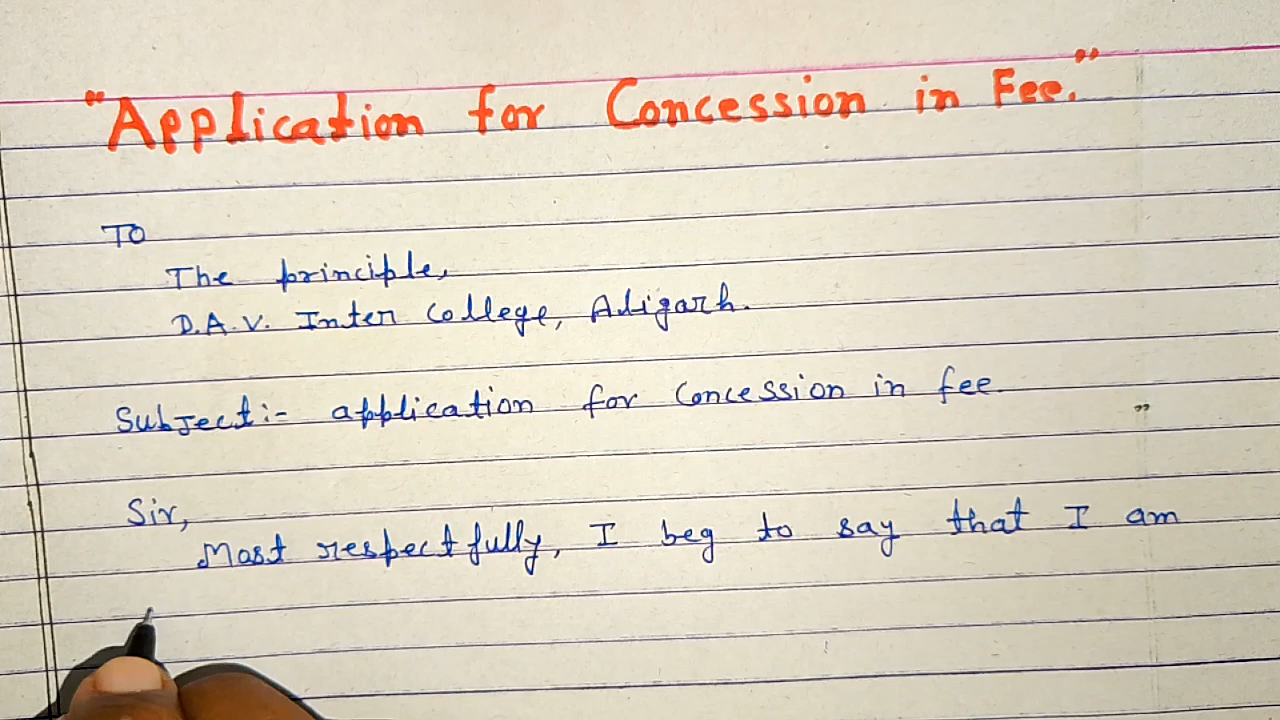 "Application for Concession in Fee."
TO
The principle,
D.A.V. Inter College, Aligarh.
Subject:- application for Concession in fee.
"
Sir,
Most respectfully, I beg to say that I am